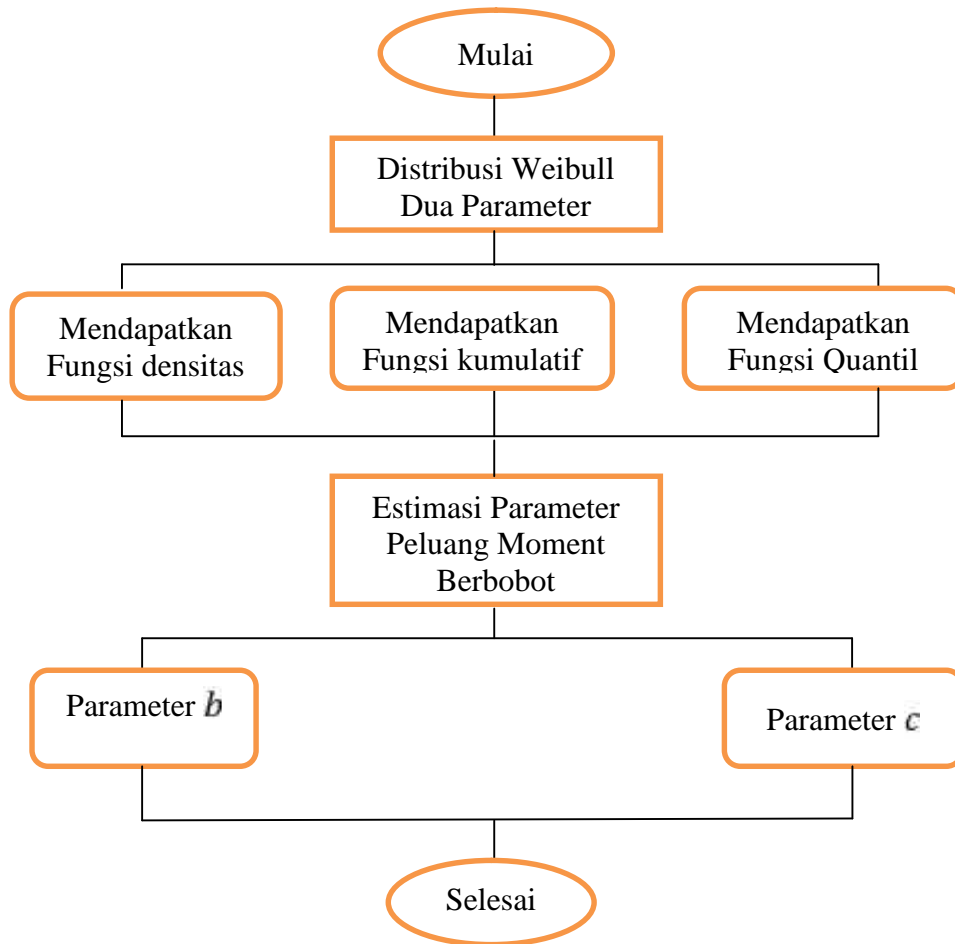 Mulai
Distribusi Weibull
Dua Parameter
Mendapatkan
Fungsi densitas
Mendapatkan
Fungsi kumulatif
Mendapatkan
Fungsi Quantil
Estimasi Parameter
Peluang Moment
Berbobot
Parameter b
Parameter c
Selesai